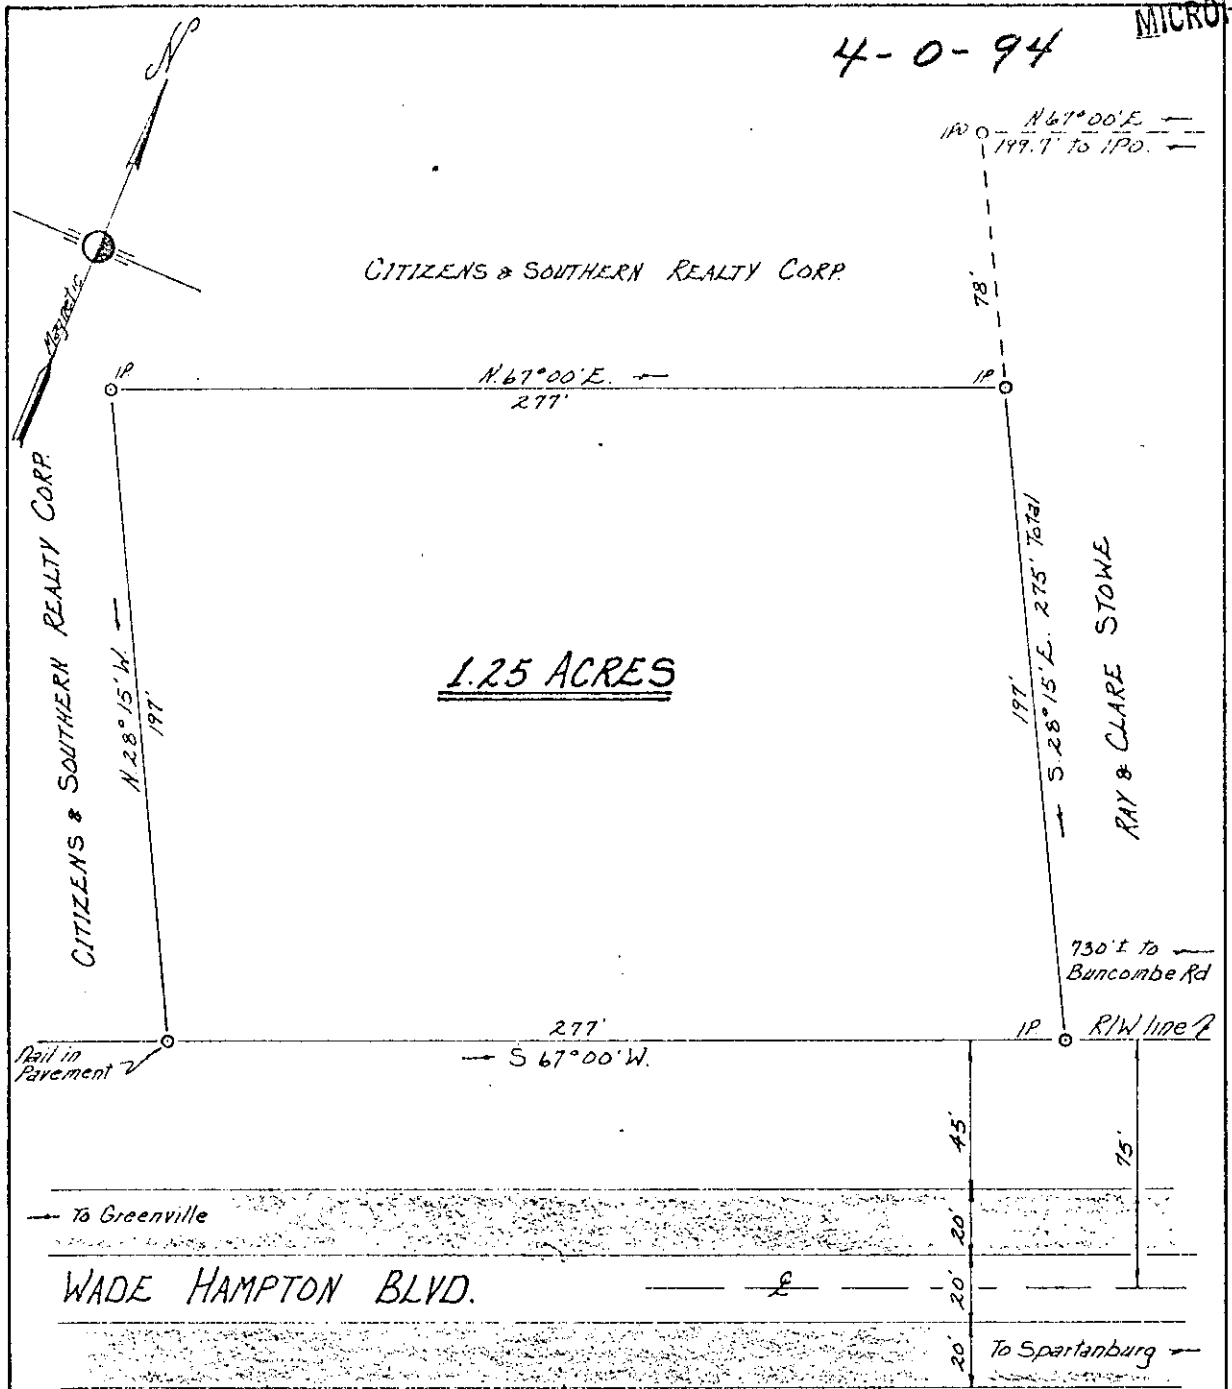 MICROF
4-0-94
N
Magnetic
IPO
N 67°00' E
199.7' to IPO.
78'
CITIZENS & SOUTHERN REALTY CORP.
IP.
N. 67°00' E.
277'
IP.
CITIZENS & SOUTHERN REALTY CORP.
N 28°15' W.
197'
1.25 ACRES
197'
S. 28°15' E. 275' Total
RAY & CLARE STOWE
730'± to
Buncombe Rd
277'
S 67°00' W.
IP.
R/W line
Nail in
Pavement
45'
75'
To Greenville
20'
WADE HAMPTON BLVD.
℄
20'
20'
To Spartanburg